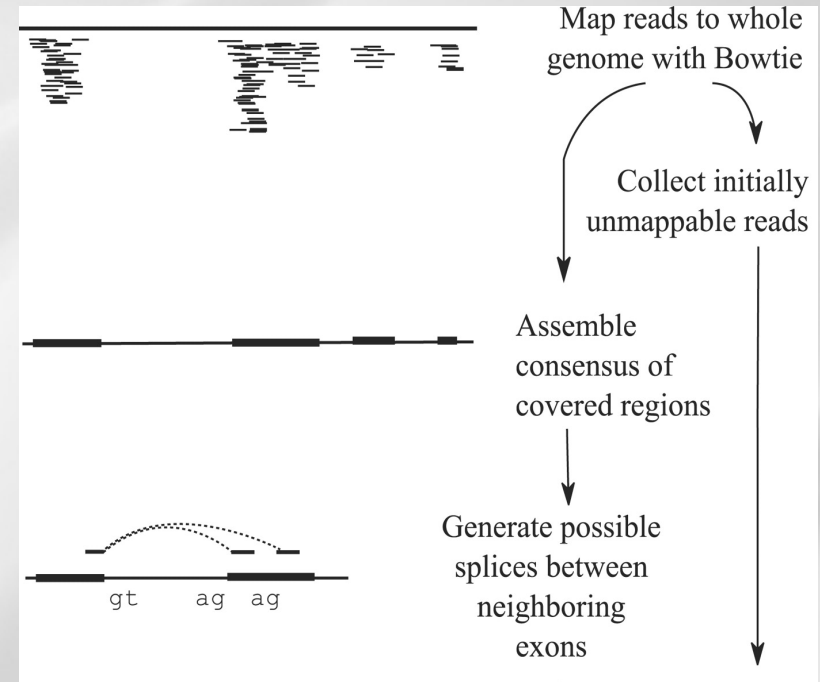 Map reads to whole
genome with Bowtie
Collect initially
unmappable reads
Assemble
consensus of
covered regions
Generate possible
splices between
neighboring
exons
gt ag ag